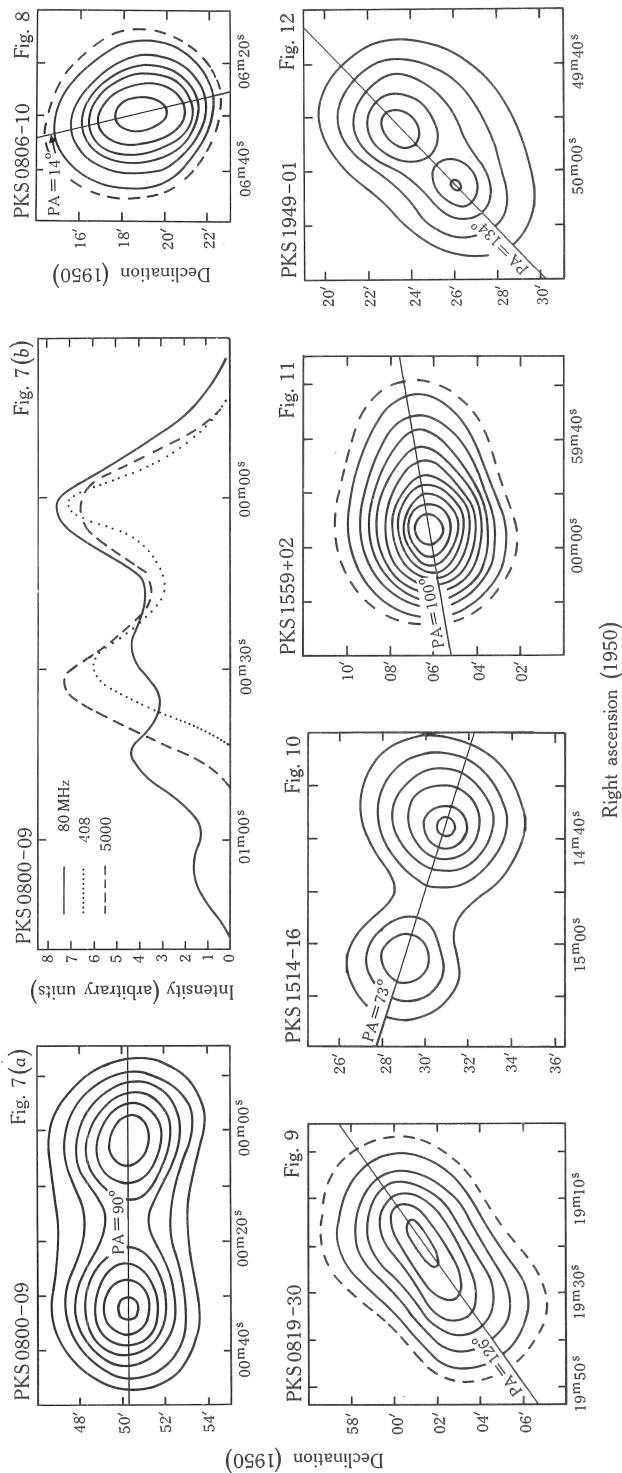 PKS 0800–09
Fig. 7(a)
48′
50′
52′
54′
PA = 90°
00ᵐ40ˢ
00ᵐ20ˢ
00ᵐ00ˢ
PKS 0800–09
Fig. 7(b)
Intensity (arbitrary units)
8
7
6
5
4
3
2
1
0
80 MHz
408
5000
01ᵐ00ˢ
00ᵐ30ˢ
00ᵐ00ˢ
PKS 0806–10
Fig. 8
Declination (1950)
16′
18′
20′
22′
PA = 14°
06ᵐ40ˢ
06ᵐ20ˢ
Declination (1950)
PKS 0819–30
Fig. 9
58′
00′
02′
04′
06′
PA = 126°
19ᵐ50ˢ
19ᵐ30ˢ
19ᵐ10ˢ
PKS 1514–16
Fig. 10
26′
28′
30′
32′
34′
36′
PA = 73°
15ᵐ00ˢ
14ᵐ40ˢ
PKS 1559+02
Fig. 11
10′
08′
06′
04′
02′
PA = 100°
00ᵐ00ˢ
59ᵐ40ˢ
PKS 1949–01
Fig. 12
20′
22′
24′
26′
28′
30′
PA = 134°
50ᵐ00ˢ
49ᵐ40ˢ
Right ascension (1950)